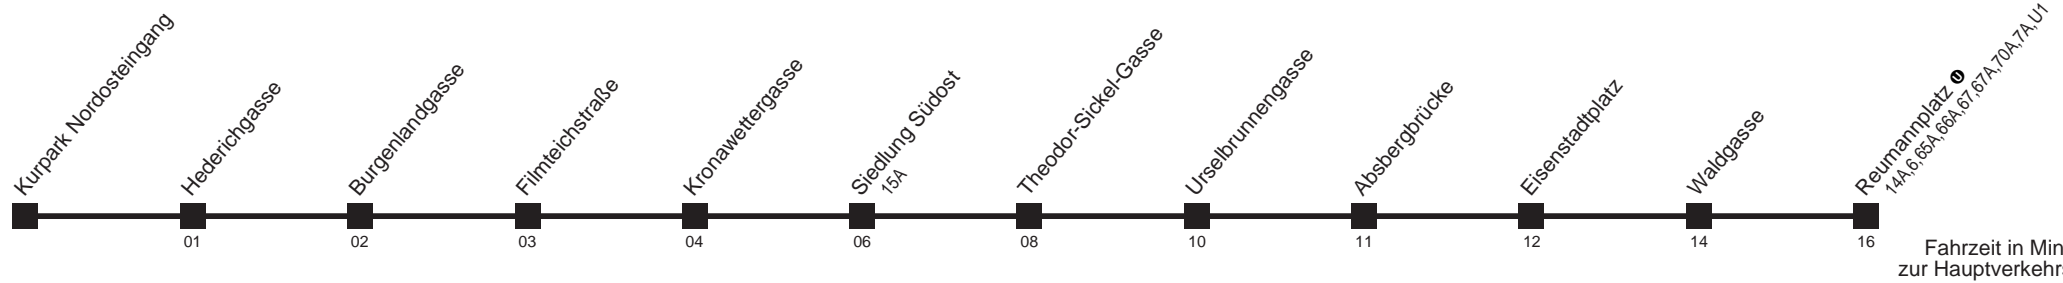 Kurpark Nordosteingang
Hederichgasse
Burgenlandgasse
Filmteichstraße
Kronawettergasse
Siedlung Südost
15A
Theodor-Sickel-Gasse
Urselbrunnengasse
Absbergbrücke
Eisenstadtplatz
Waldgasse
Reumannplatz U
14A,6,65A,66A,67,67A,70A,7A,U1
01 02 03 04 06 08 10 11 12 14 16
Fahrzeit in Min
zur Hauptverkehrs